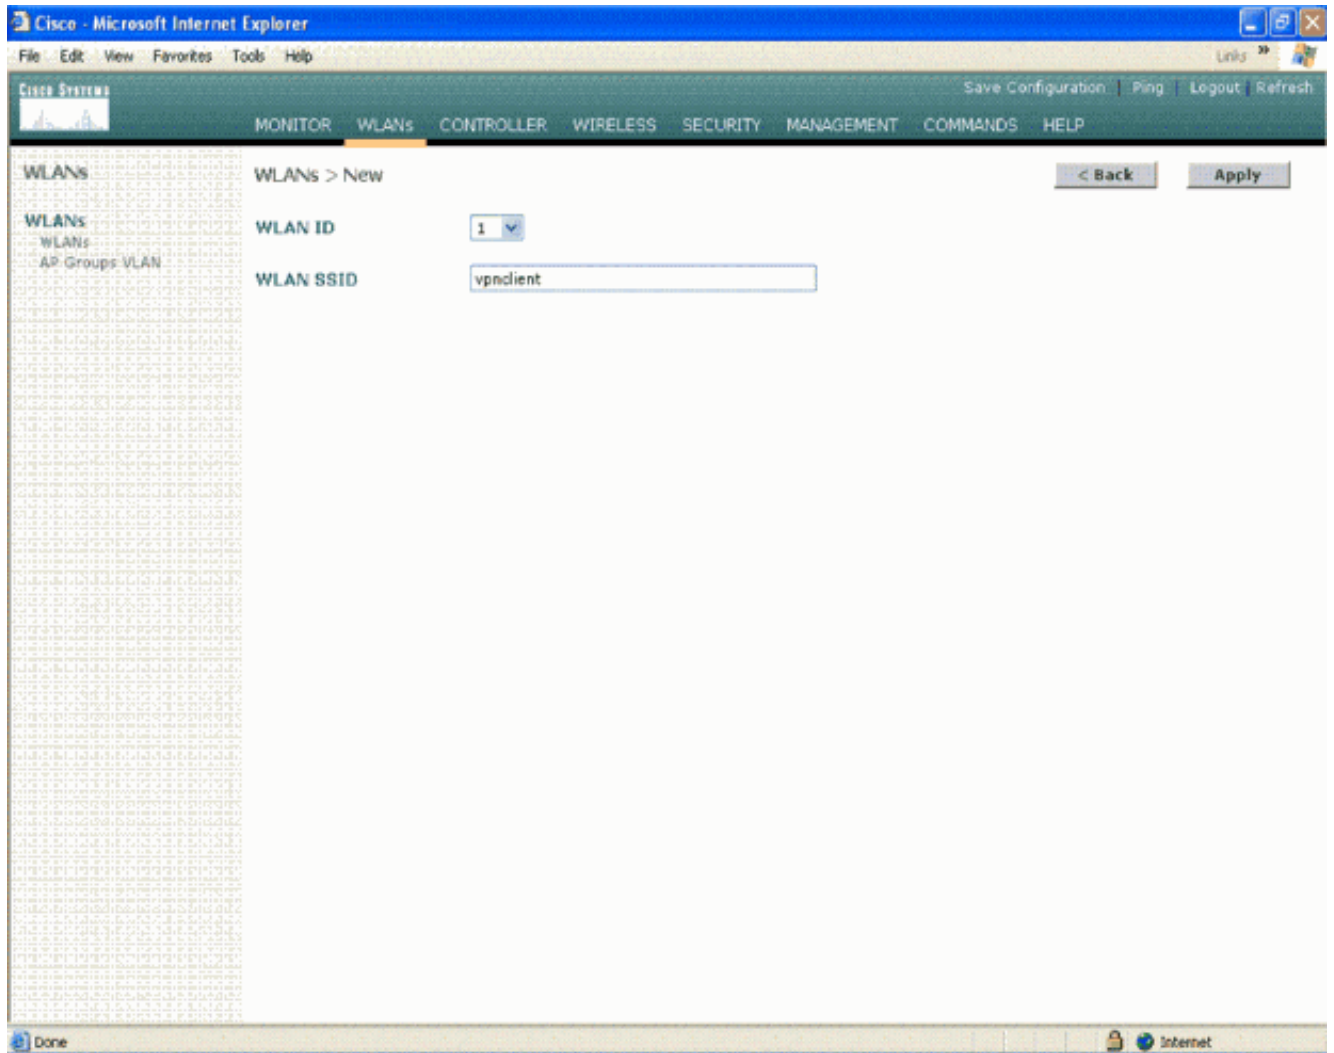 Cisco - Microsoft Internet Explorer
File Edit View Favorites Tools Help Links »
CISCO SYSTEMS
Save Configuration | Ping | Logout | Refresh
MONITOR WLANs CONTROLLER WIRELESS SECURITY MANAGEMENT COMMANDS HELP
WLANs
WLANs
WLANs
AP Groups VLAN
WLANs > New
< Back Apply
WLAN ID 1
WLAN SSID vpnclient
Done Internet